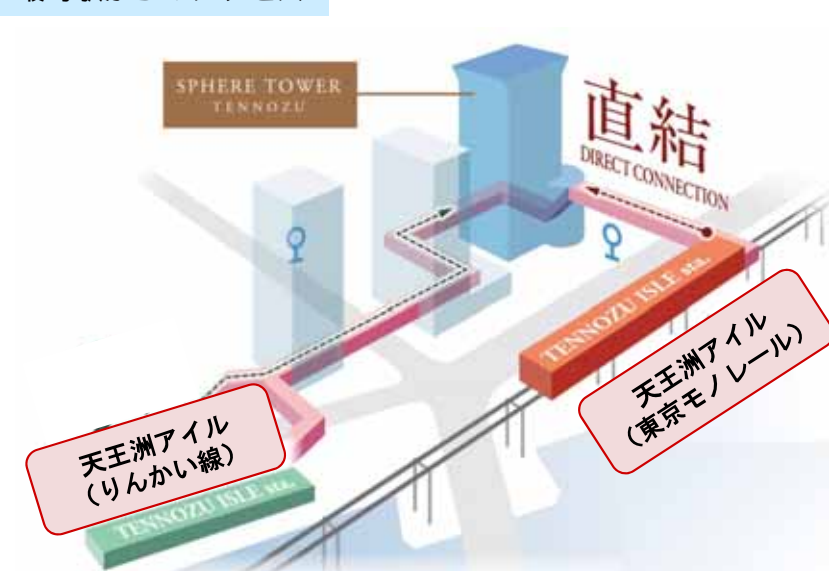 SPHERE TOWER
TENNOZU
直結
DIRECT CONNECTION
TENNOZU ISLE sta.
天王洲アイル
（東京モノレール）
天王洲アイル
（りんかい線）
TENNOZU ISLE sta.